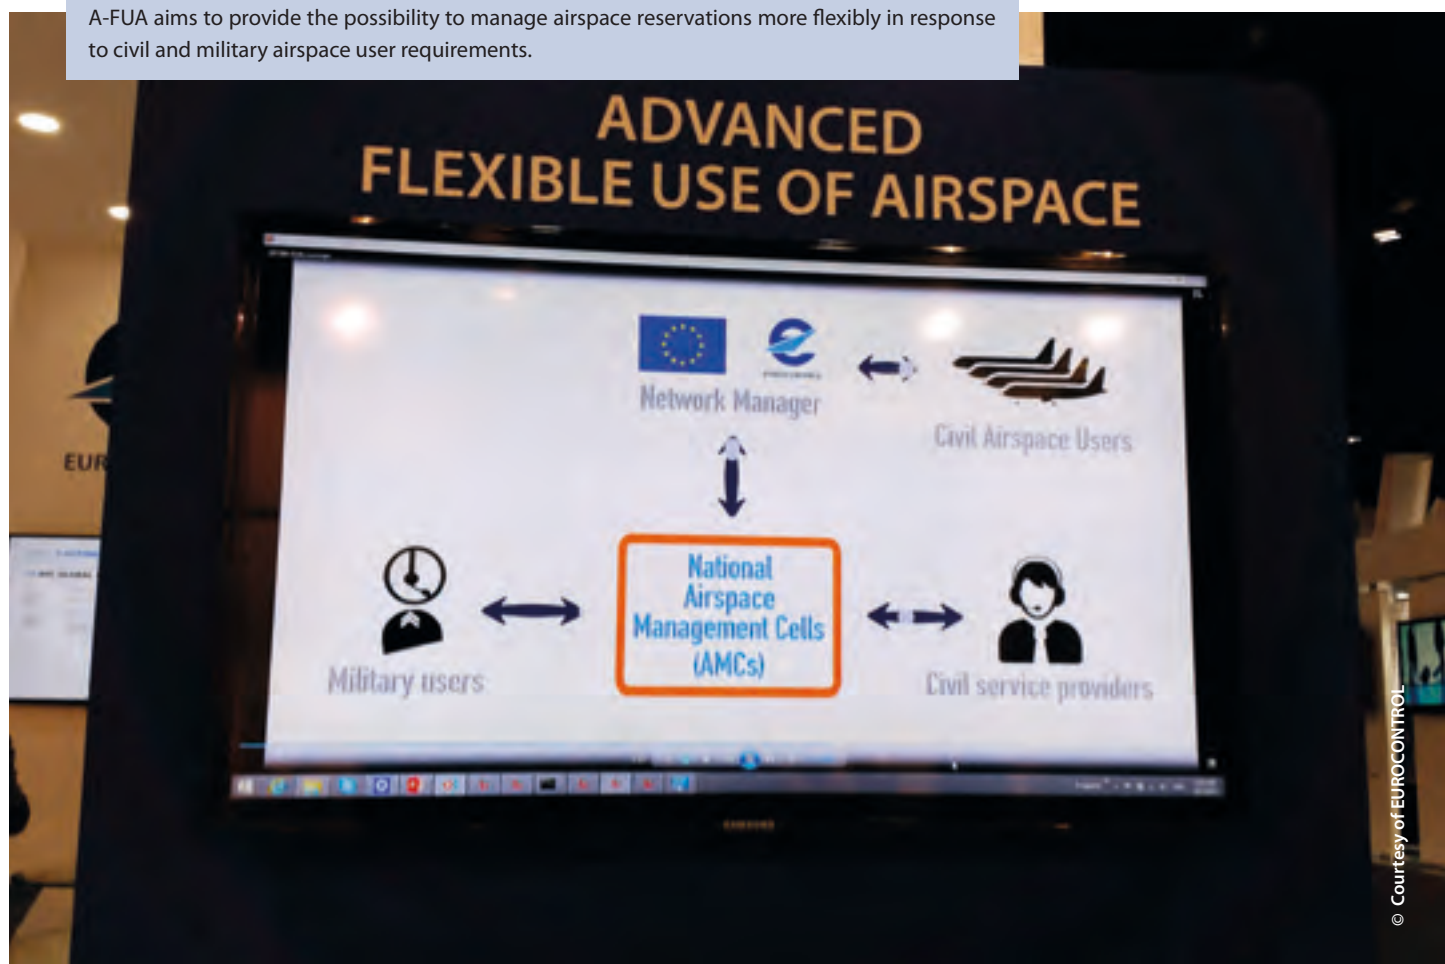 A-FUA aims to provide the possibility to manage airspace reservations more flexibly in response
to civil and military airspace user requirements.
ADVANCED
FLEXIBLE USE OF AIRSPACE
Network Manager
Civil Airspace Users
National
Airspace
Management Cells
(AMCs)
Military users
Civil service providers
EUR
SAMSUNG
© Courtesy of EUROCONTROL